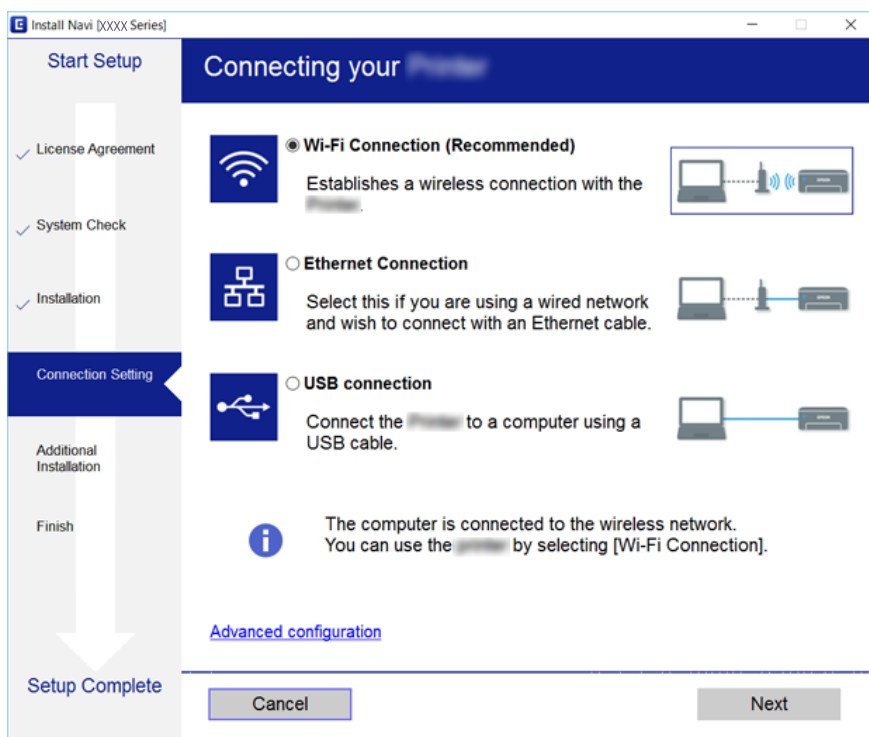 Install Navi [XXXX Series]
Start Setup
License Agreement
System Check
Installation
Connection Setting
Additional
Installation
Finish
Setup Complete
Connecting your
Wi-Fi Connection (Recommended)
Establishes a wireless connection with the
.
Ethernet Connection
Select this if you are using a wired network
and wish to connect with an Ethernet cable.
USB connection
Connect the to a computer using a
USB cable.
The computer is connected to the wireless network.
You can use the by selecting [Wi-Fi Connection].
Advanced configuration
Cancel
Next